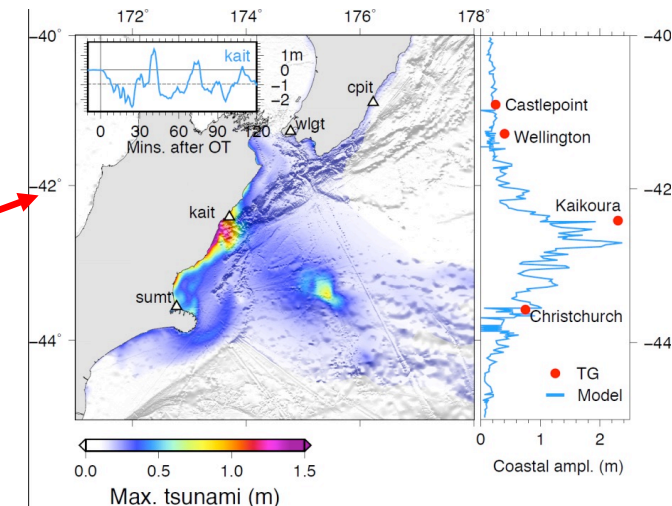 172° 174° 176° 178
−40°
kait
1m
0
−1
−2
0 30 60 90 120
Mins. after OT
cpit
wlgt
−42°
kait
sumt
−44°
0.0 0.5 1.0 1.5
Max. tsunami (m)
0 −40
Castlepoint
Wellington
−42
Kaikoura
Christchurch
−44
TG
Model
0 1 2
Coastal ampl. (m)